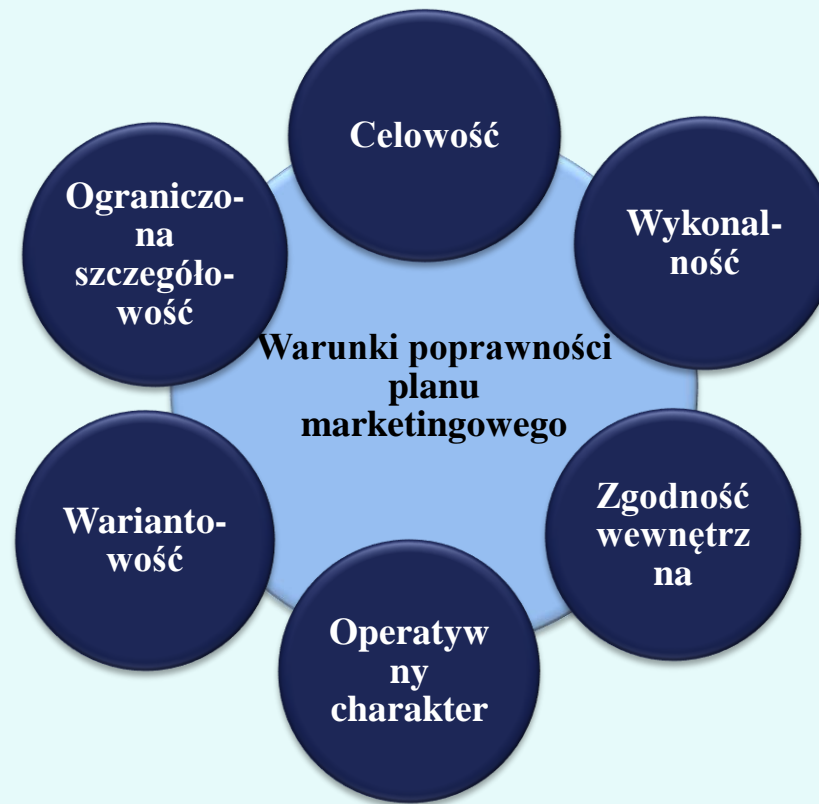 Celowość
Wykonal-
ność
Zgodność
wewnętrz
na
Operatyw
ny
charakter
Warianto-
wość
Ograniczo-
na
szczegóło-
wość
Warunki poprawności
planu
marketingowego